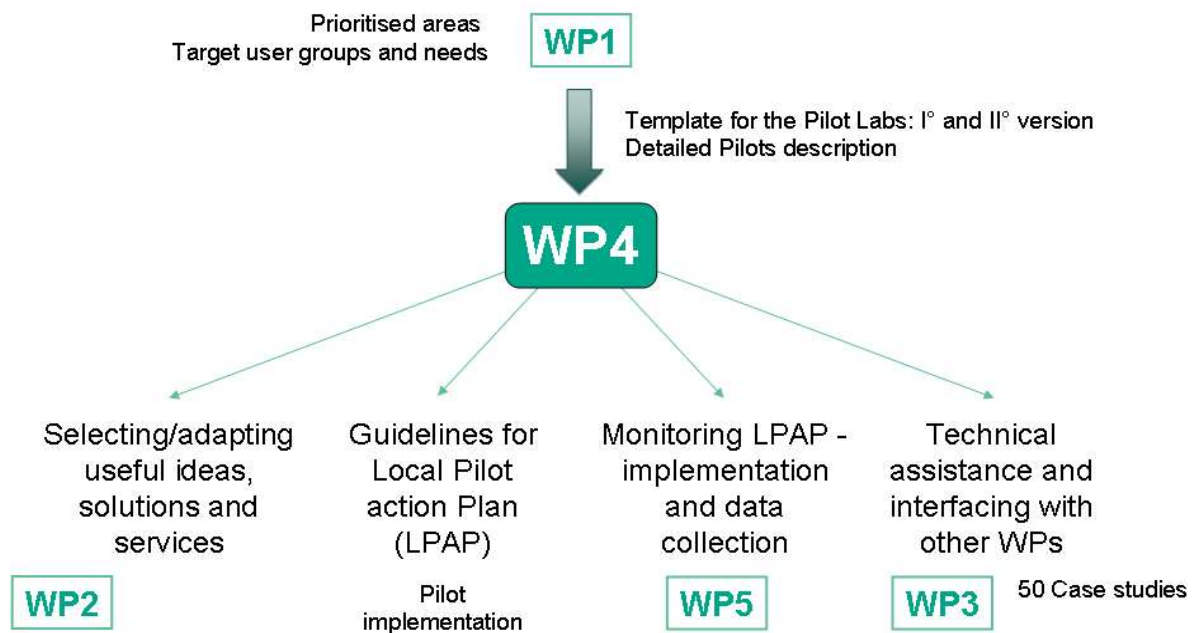 Prioritised areas
Target user groups and needs
WP1
Template for the Pilot Labs: I° and II° version
Detailed Pilots description
WP4
Selecting/adapting
useful ideas,
solutions and
services
WP2
Guidelines for
Local Pilot
action Plan
(LPAP)
Pilot
implementation
Monitoring LPAP -
implementation
and data
collection
WP5
Technical
assistance and
interfacing with
other WPs
WP3
50 Case studies